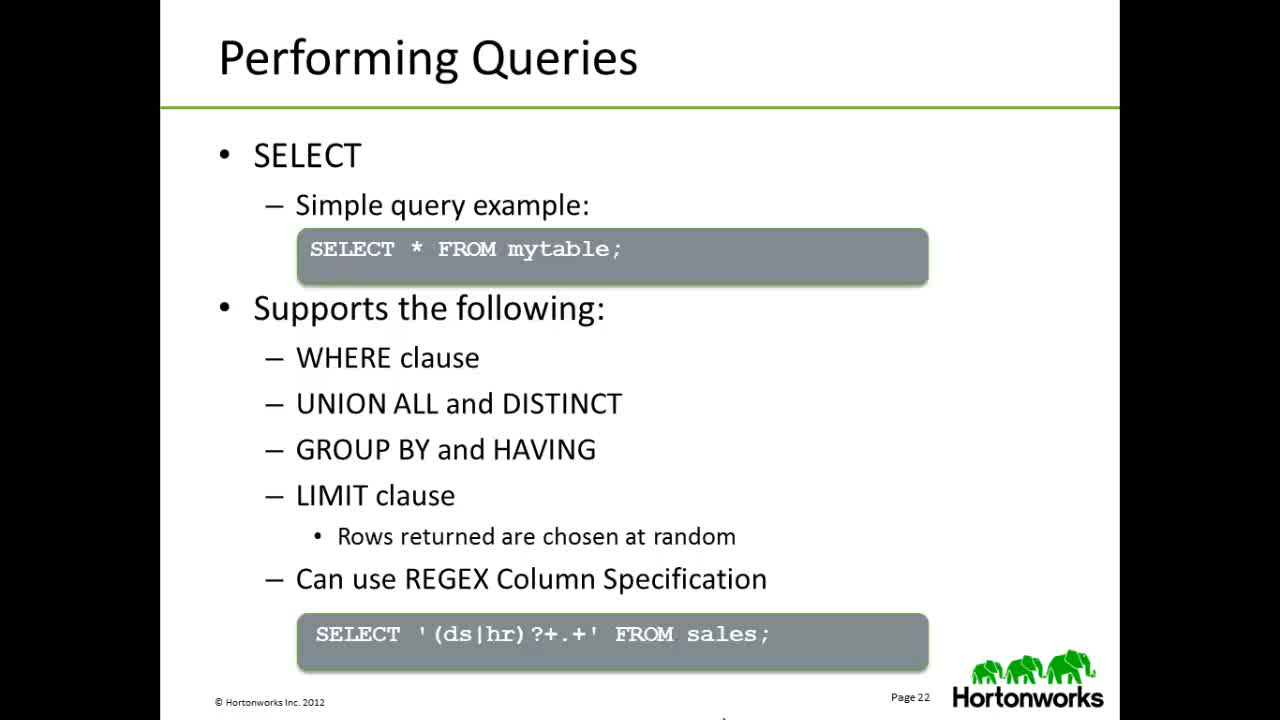 Performing Queries
• SELECT
– Simple query example:
SELECT * FROM mytable;
• Supports the following:
– WHERE clause
– UNION ALL and DISTINCT
– GROUP BY and HAVING
– LIMIT clause
• Rows returned are chosen at random
– Can use REGEX Column Specification
SELECT '(ds|hr)?+.+' FROM sales;
© Hortonworks Inc. 2012
Page 22
Hortonworks